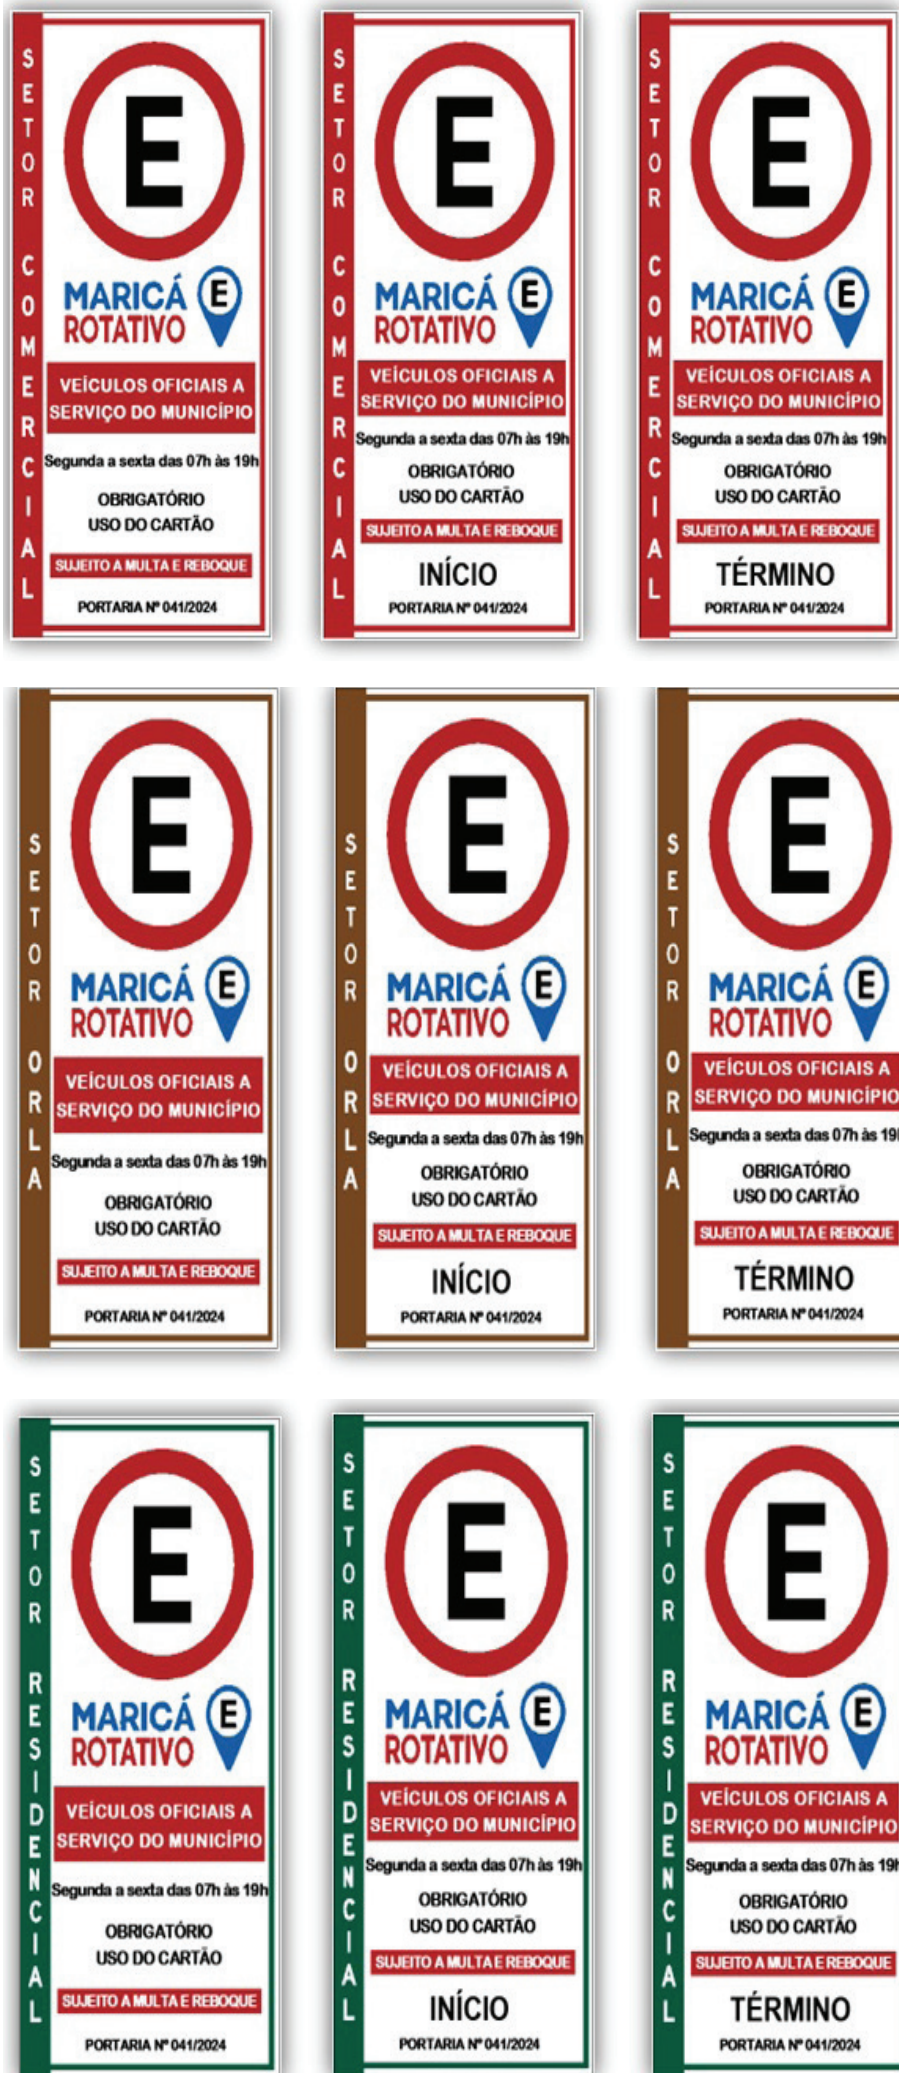 SETOR COMERCIAL
E
MARICÁ E
ROTATIVO
VEÍCULOS OFICIAIS A
SERVIÇO DO MUNICÍPIO
Segunda a sexta das 07h às 19h
OBRIGATÓRIO
USO DO CARTÃO
SUJEITO A MULTA E REBOQUE
PORTARIA Nº 041/2024
SETOR COMERCIAL
E
MARICÁ E
ROTATIVO
VEÍCULOS OFICIAIS A
SERVIÇO DO MUNICÍPIO
Segunda a sexta das 07h às 19h
OBRIGATÓRIO
USO DO CARTÃO
SUJEITO A MULTA E REBOQUE
INÍCIO
PORTARIA Nº 041/2024
SETOR COMERCIAL
E
MARICÁ E
ROTATIVO
VEÍCULOS OFICIAIS A
SERVIÇO DO MUNICÍPIO
Segunda a sexta das 07h às 19h
OBRIGATÓRIO
USO DO CARTÃO
SUJEITO A MULTA E REBOQUE
TÉRMINO
PORTARIA Nº 041/2024
SETOR ORLA
E
MARICÁ E
ROTATIVO
VEÍCULOS OFICIAIS A
SERVIÇO DO MUNICÍPIO
Segunda a sexta das 07h às 19h
OBRIGATÓRIO
USO DO CARTÃO
SUJEITO A MULTA E REBOQUE
PORTARIA Nº 041/2024
SETOR ORLA
E
MARICÁ E
ROTATIVO
VEÍCULOS OFICIAIS A
SERVIÇO DO MUNICÍPIO
Segunda a sexta das 07h às 19h
OBRIGATÓRIO
USO DO CARTÃO
SUJEITO A MULTA E REBOQUE
INÍCIO
PORTARIA Nº 041/2024
SETOR ORLA
E
MARICÁ E
ROTATIVO
VEÍCULOS OFICIAIS A
SERVIÇO DO MUNICÍPIO
Segunda a sexta das 07h às 19h
OBRIGATÓRIO
USO DO CARTÃO
SUJEITO A MULTA E REBOQUE
TÉRMINO
PORTARIA Nº 041/2024
SETOR RESIDENCIAL
E
MARICÁ E
ROTATIVO
VEÍCULOS OFICIAIS A
SERVIÇO DO MUNICÍPIO
Segunda a sexta das 07h às 19h
OBRIGATÓRIO
USO DO CARTÃO
SUJEITO A MULTA E REBOQUE
PORTARIA Nº 041/2024
SETOR RESIDENCIAL
E
MARICÁ E
ROTATIVO
VEÍCULOS OFICIAIS A
SERVIÇO DO MUNICÍPIO
Segunda a sexta das 07h às 19h
OBRIGATÓRIO
USO DO CARTÃO
SUJEITO A MULTA E REBOQUE
INÍCIO
PORTARIA Nº 041/2024
SETOR RESIDENCIAL
E
MARICÁ E
ROTATIVO
VEÍCULOS OFICIAIS A
SERVIÇO DO MUNICÍPIO
Segunda a sexta das 07h às 19h
OBRIGATÓRIO
USO DO CARTÃO
SUJEITO A MULTA E REBOQUE
TÉRMINO
PORTARIA Nº 041/2024